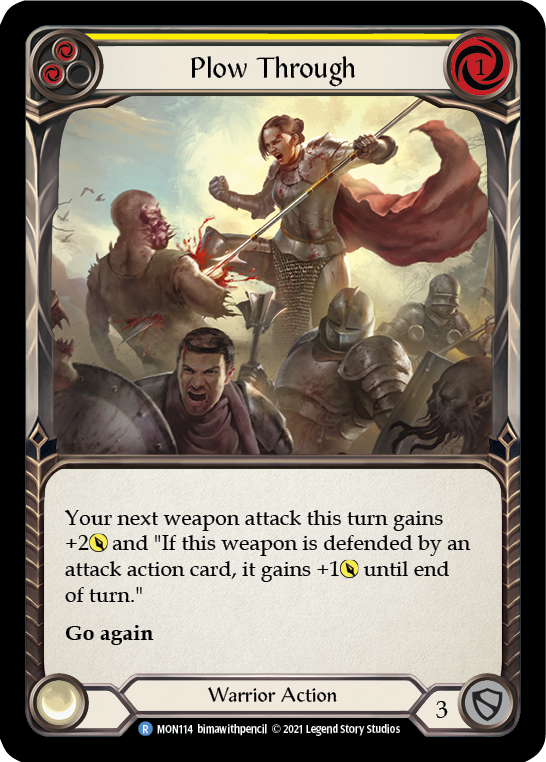 Plow Through
1
Your next weapon attack this turn gains
+2 and "If this weapon is defended by an
attack action card, it gains +1 until end
of turn."
Go again
Warrior Action
3
R MON114 bimawithpencil © 2021 Legend Story Studios